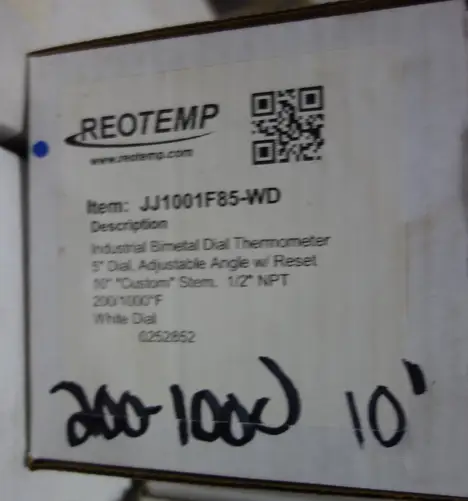 REOTEMP
www.reotemp.com
Item: JJ1001F85-WD
Description
Industrial Bimetal Dial Thermometer
5" Dial, Adjustable Angle w/ Reset
10" "Custom" Stem, 1/2" NPT
200/1000°F
White Dial
0252852
200-1000 10'